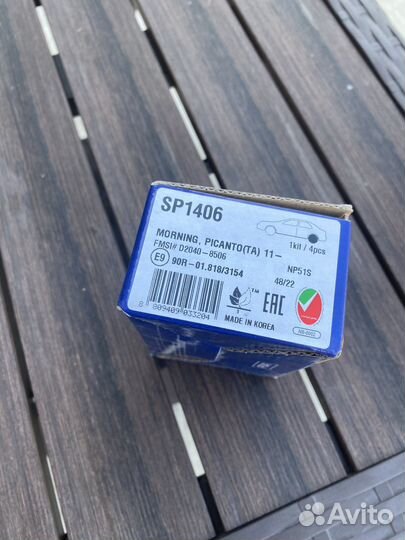 SP1406
1kit / 4pcs
MORNING, PICANTO(TA) 11-
FMSI# D2040-8506
NP51S
E9 90R-01.818/3154
48/22
TM
EAC
8 809409 033204
MADE IN KOREA
Avito